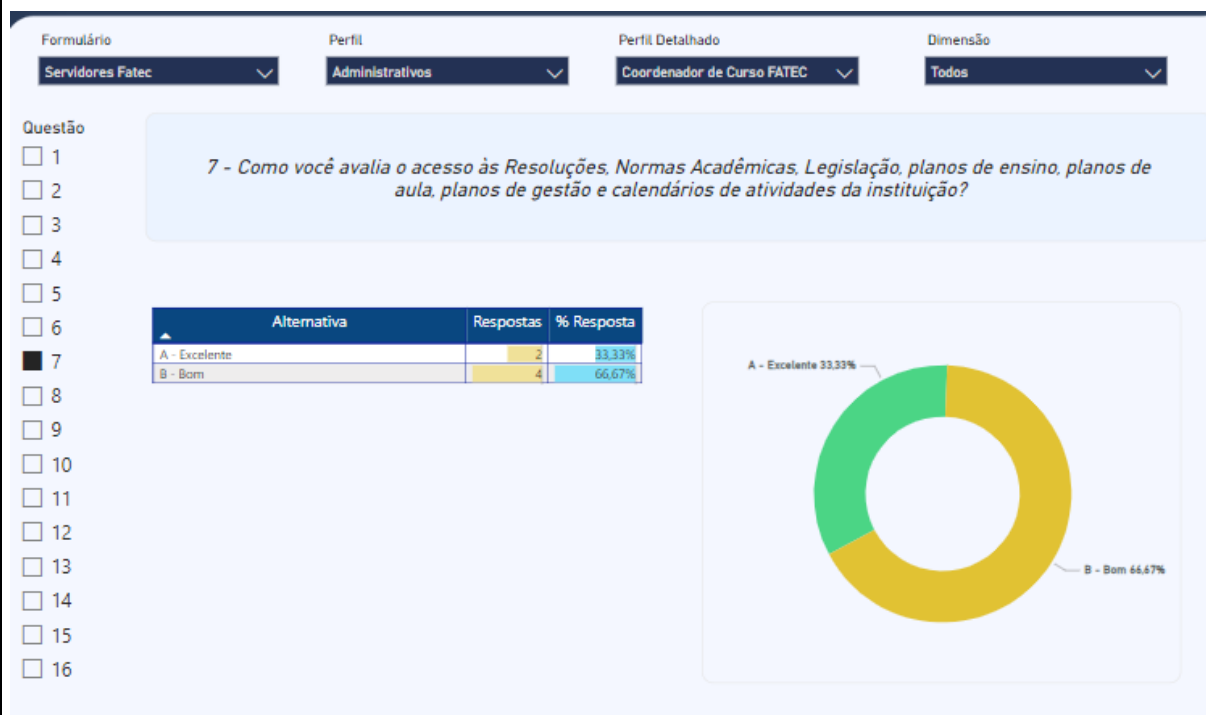 Formulário
Perfil
Perfil Detalhado
Dimensão
Servidores Fatec
Administrativos
Coordenador de Curso FATEC
Todos
Questão
1
2
3
4
5
6
7
8
9
10
11
12
13
14
15
16
7 - Como você avalia o acesso às Resoluções, Normas Acadêmicas, Legislação, planos de ensino, planos de
aula, planos de gestão e calendários de atividades da instituição?
Alternativa Respostas % Resposta
A - Excelente 2 33,33%
B - Bom 4 66,67%
A - Excelente 33,33%
B - Bom 66,67%